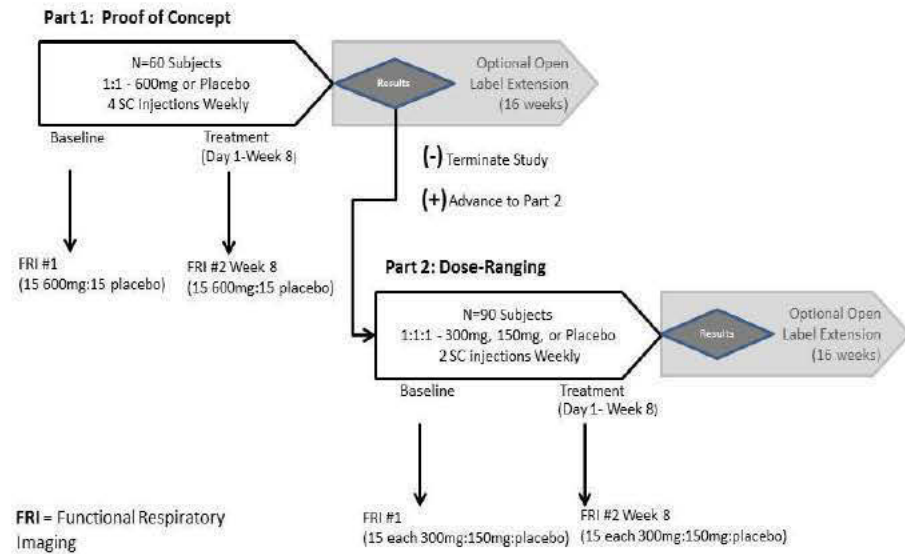 Part 1: Proof of Concept
N=60 Subjects
1:1 - 600mg or Placebo
4 SC Injections Weekly
Results
Optional Open
Label Extension
(16 weeks)
Baseline
Treatment
(Day 1-Week 8)
(-) Terminate Study
(+) Advance to Part 2
FRI #1
(15 600mg:15 placebo)
FRI #2 Week 8
(15 600mg:15 placebo)
Part 2: Dose-Ranging
N=90 Subjects
1:1:1 - 300mg, 150mg, or Placebo
2 SC injections Weekly
Results
Optional Open
Label Extension
(16 weeks)
Baseline
Treatment
(Day 1- Week 8)
FRI #1
(15 each 300mg:150mg:placebo)
FRI #2 Week 8
(15 each 300mg:150mg:placebo)
FRI = Functional Respiratory
Imaging